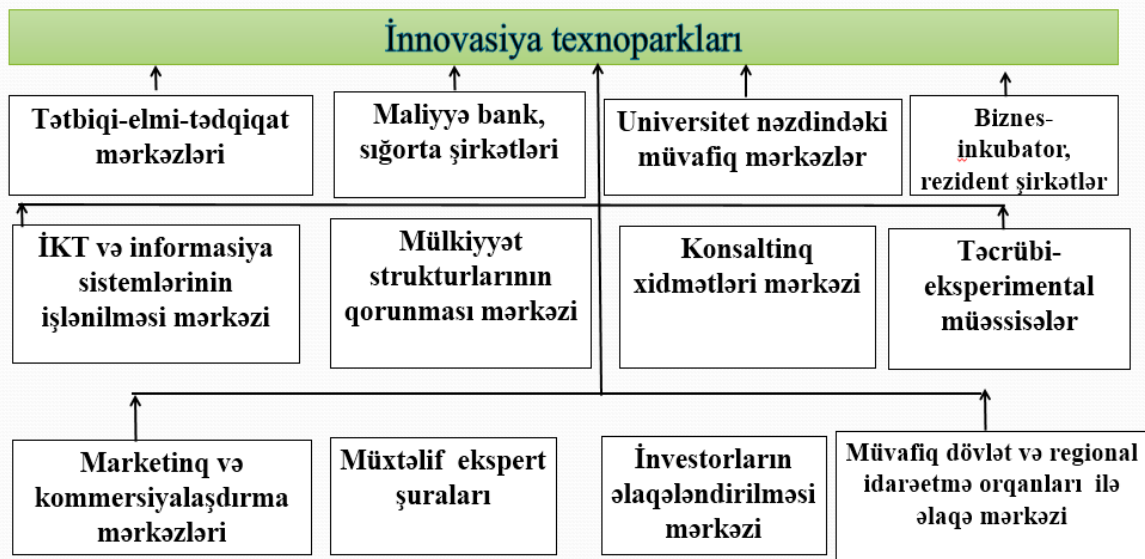 İnnovasiya texnoparkları
Tətbiqi-elmi-tədqiqat
mərkəzləri
Maliyyə bank,
sığorta şirkətləri
Universitet nəzdindəki
müvafiq mərkəzlər
Biznes-
inkubator,
rezident şirkətlər
İKT və informasiya
sistemlərinin
işlənilməsi mərkəzi
Mülkiyyət
strukturlarının
qorunması mərkəzi
Konsaltinq
xidmətləri mərkəzi
Təcrübi-
eksperimental
müəssisələr
Marketinq və
kommersiyalaşdırma
mərkəzləri
Müxtəlif ekspert
şuraları
İnvestorların
əlaqələndirilməsi
mərkəzi
Müvafiq dövlət və regional
idarəetmə orqanları ilə
əlaqə mərkəzi